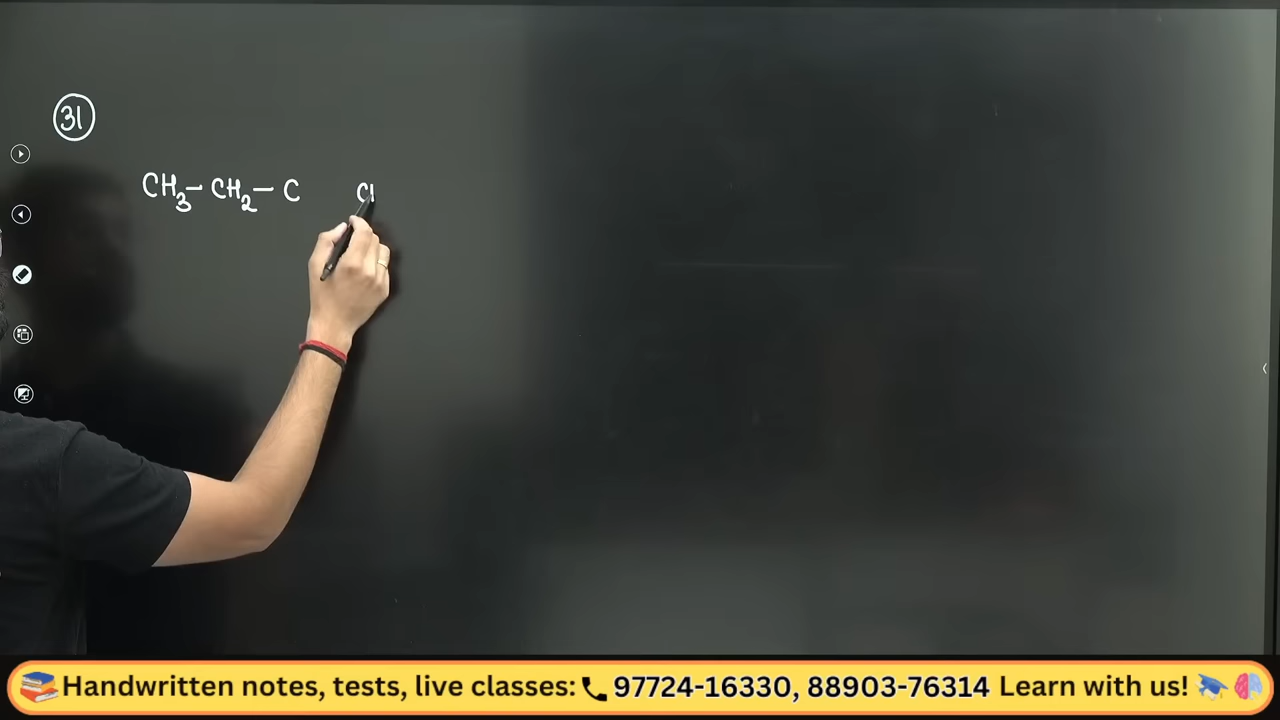 31
CH₃ – CH₂ – C Cl
Handwritten notes, tests, live classes: 97724-16330, 88903-76314 Learn with us!